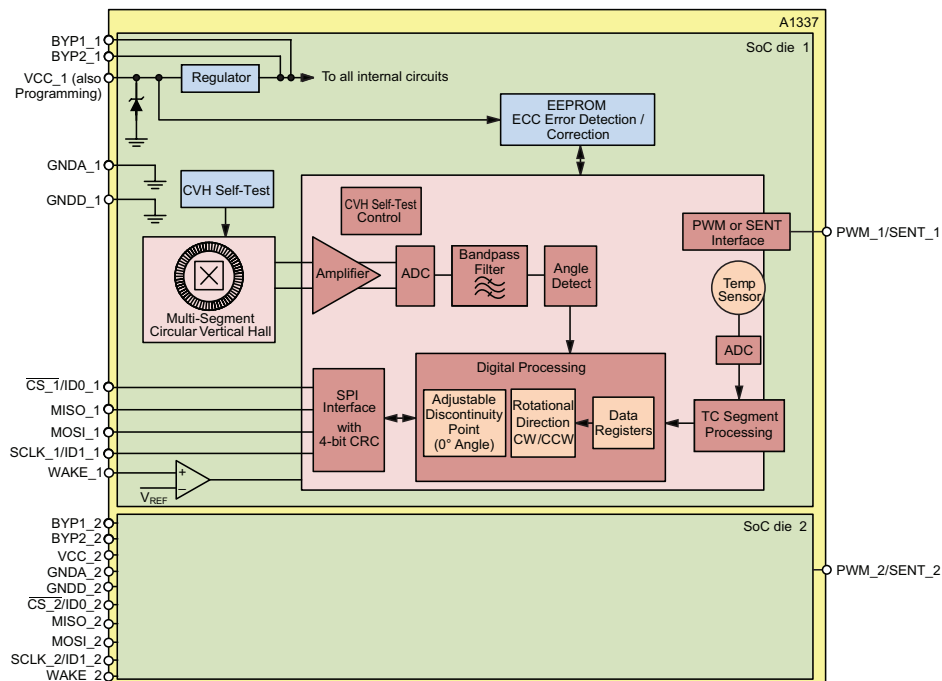 A1337
SoC die 1
BYP1_1
BYP2_1
VCC_1 (also
Programming)
Regulator
To all internal circuits
EEPROM
ECC Error Detection /
Correction
GNDA_1
GNDD_1
CVH Self-Test
CVH Self-Test
Control
PWM or SENT
Interface
PWM_1/SENT_1
Multi-Segment
Circular Vertical Hall
Amplifier
ADC
Bandpass
Filter
Angle
Detect
Temp
Sensor
ADC
CS_1/ID0_1
MISO_1
MOSI_1
SCLK_1/ID1_1
WAKE_1
SPI
Interface
with
4-bit CRC
Digital Processing
Adjustable
Discontinuity
Point
(0° Angle)
Rotational
Direction
CW/CCW
Data
Registers
TC Segment
Processing
+
–
VREF
SoC die 2
BYP1_2
BYP2_2
VCC_2
GNDA_2
GNDD_2
CS_2/ID0_2
MISO_2
MOSI_2
SCLK_2/ID1_2
WAKE_2
PWM_2/SENT_2